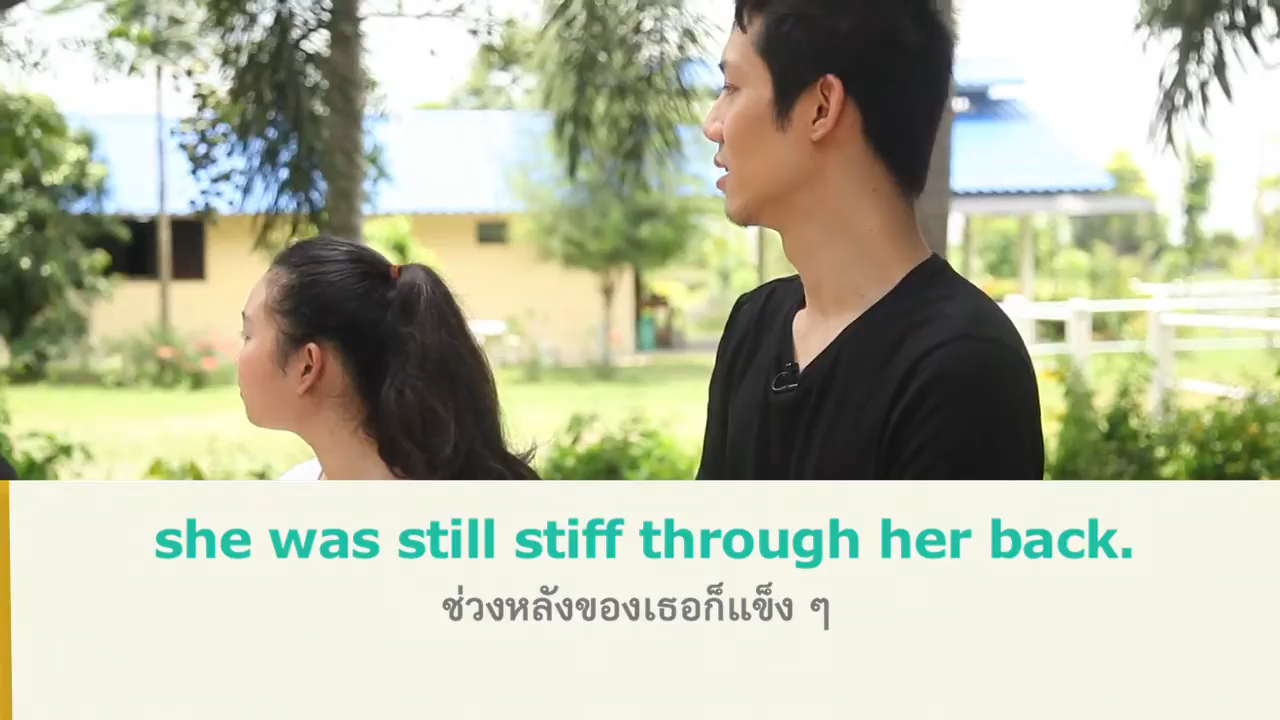 she was still stiff through her back.
ช่วงหลังของเธอก็แข็ง ๆ